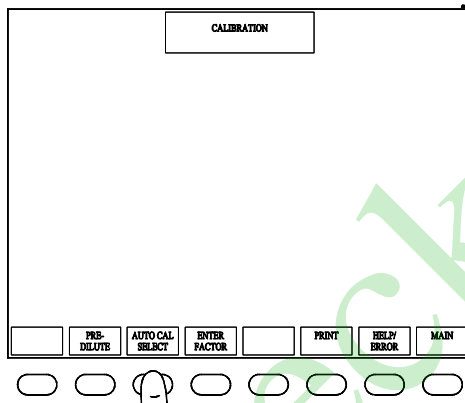 CALIBRATION
PRE-
DILUTE
AUTO CAL
SELECT
ENTER
FACTOR
PRINT
HELP/
ERROR
MAIN